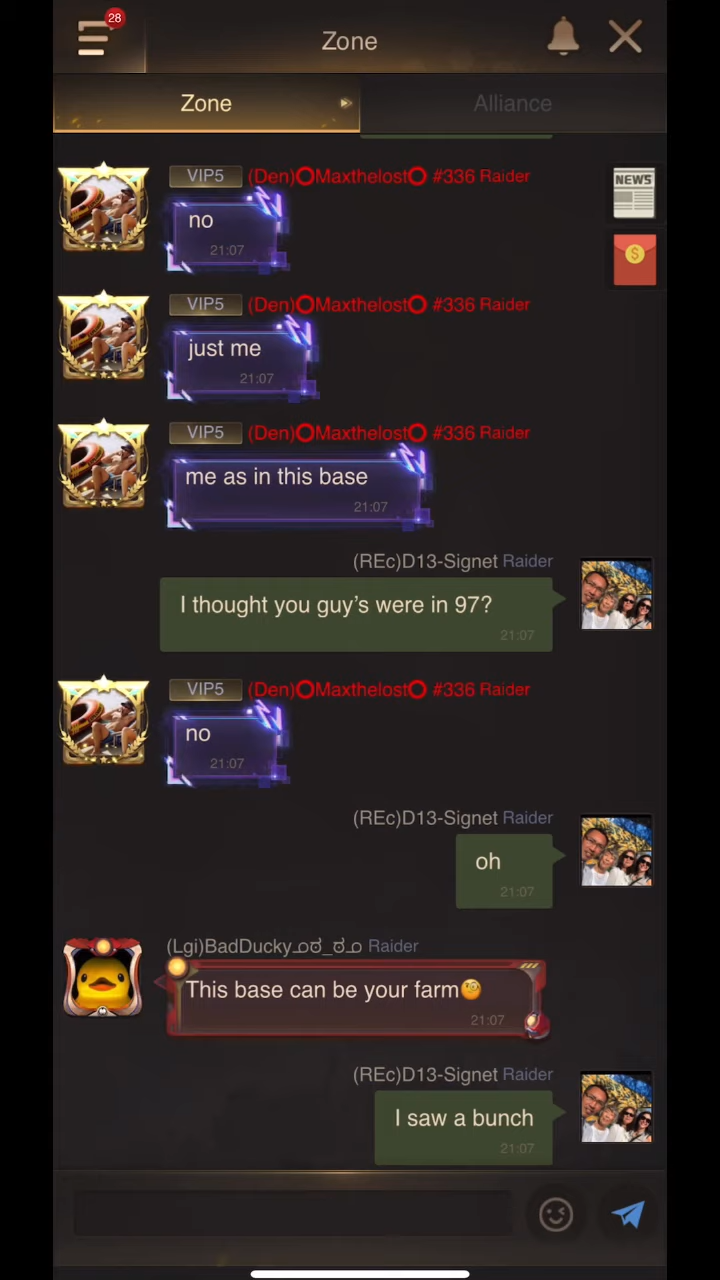 28
Zone
Zone
Alliance
NEWS
VIP5 (Den)⭕Maxthelost⭕ #336 Raider
no
21:07
VIP5 (Den)⭕Maxthelost⭕ #336 Raider
just me
21:07
VIP5 (Den)⭕Maxthelost⭕ #336 Raider
me as in this base
21:07
(REc)D13-Signet Raider
I thought you guy's were in 97?
21:07
VIP5 (Den)⭕Maxthelost⭕ #336 Raider
no
21:07
(REc)D13-Signet Raider
oh
21:07
(Lgi)BadDucky Raider
This base can be your farm🧐
21:07
(REc)D13-Signet Raider
I saw a bunch
21:07